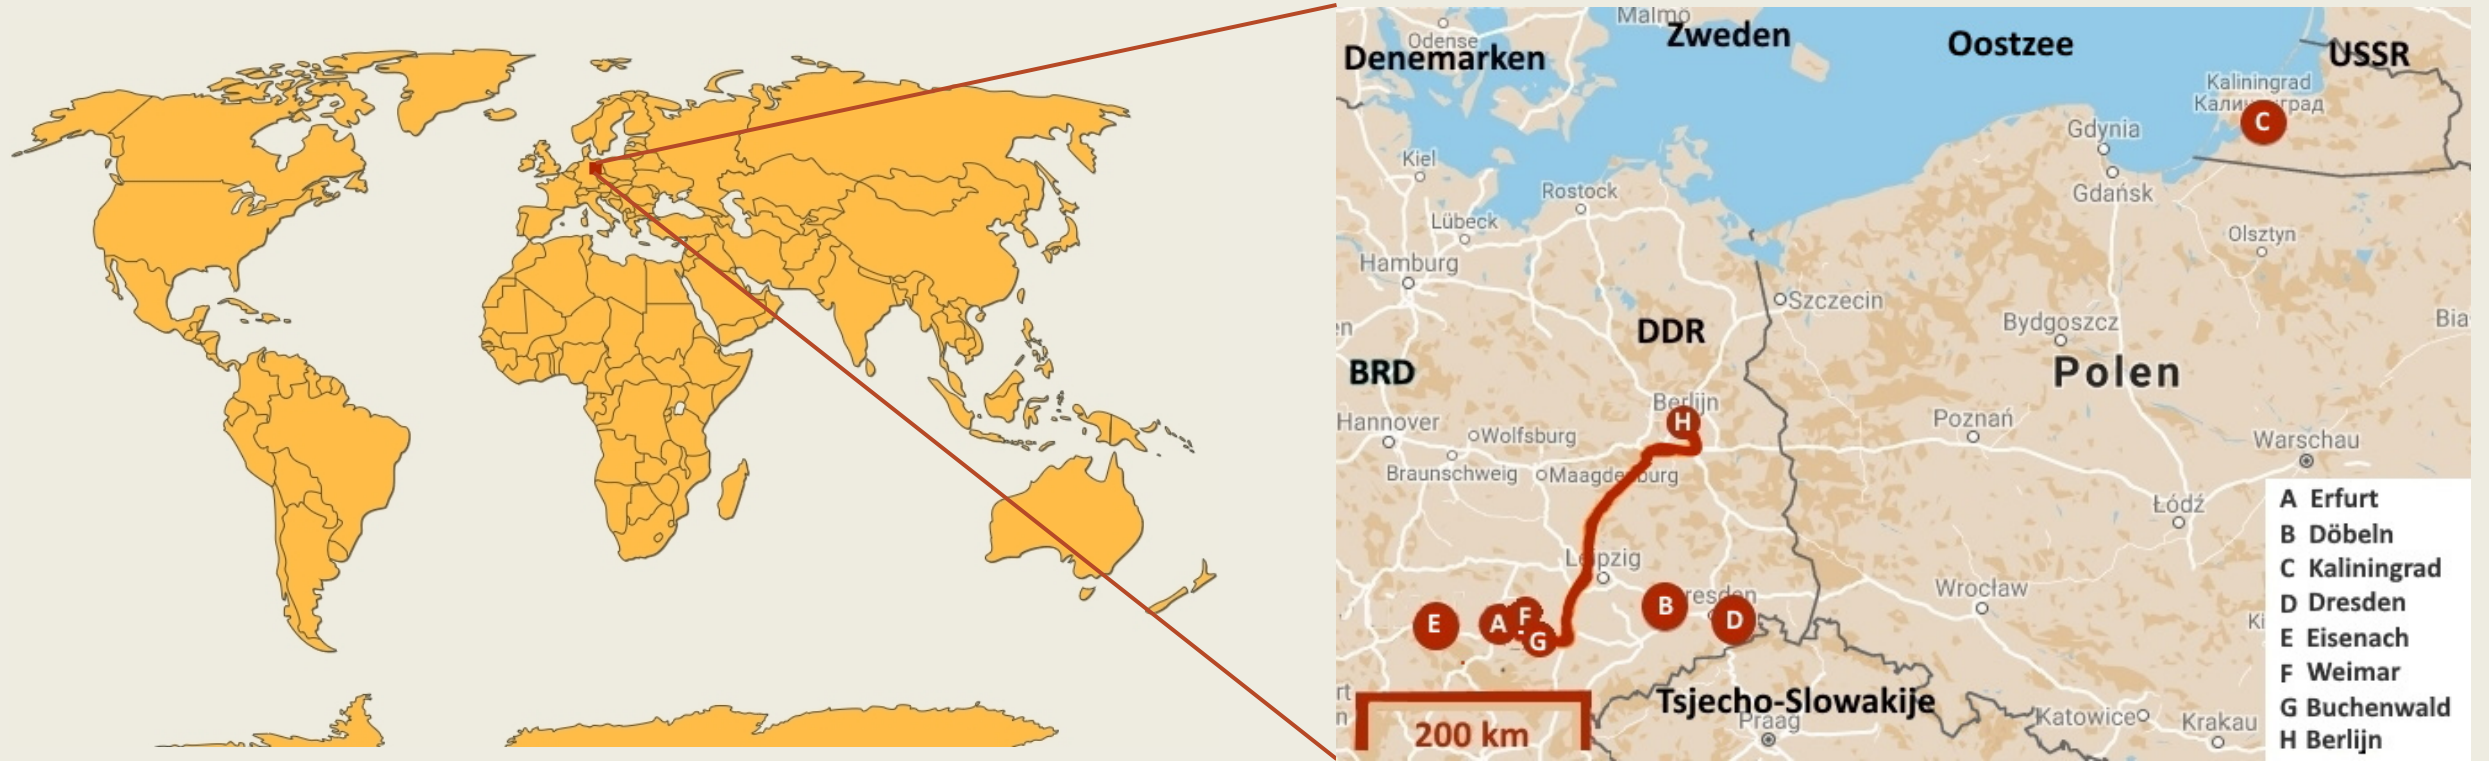 Malmö
Odense
Denemarken
Zweden
Oostzee
USSR
Kaliningrad
C
Gdynia
Kiel
Gdańsk
Rostock
Lübeck
Olsztyn
Hamburg
Szczecin
DDR
Bydgoszcz
BRD
Polen
Berlijn
H
Hannover
Wolfsburg
Poznań
Warschau
Braunschweig
Maagdenburg
Łódź
Leipzig
Wrocław
E
A
F
G
B
D
Tsjecho-Slowakije
Praag
Katowice
Krakau
200 km
A Erfurt
B Döbeln
C Kaliningrad
D Dresden
E Eisenach
F Weimar
G Buchenwald
H Berlijn